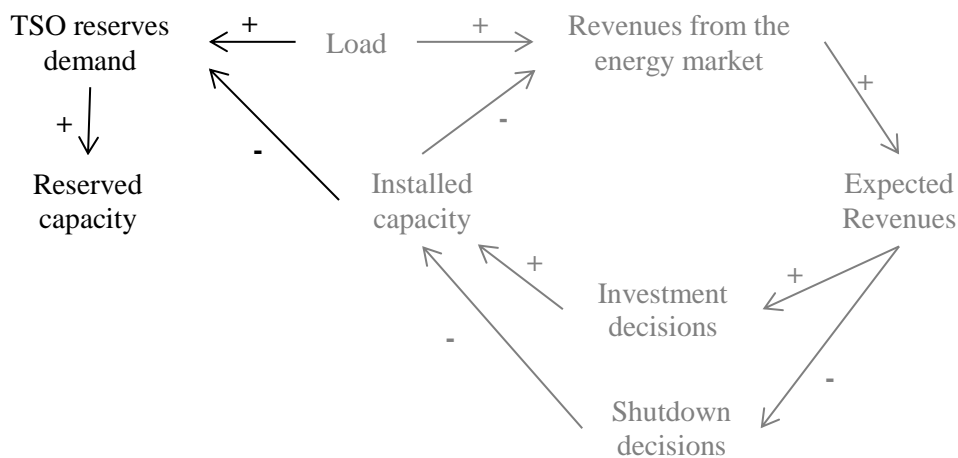 TSO reserves
demand
+
Load
+
Revenues from the
energy market
+
+
-
-
Reserved
capacity
Installed
capacity
Expected
Revenues
+
+
Investment
decisions
-
-
Shutdown
decisions